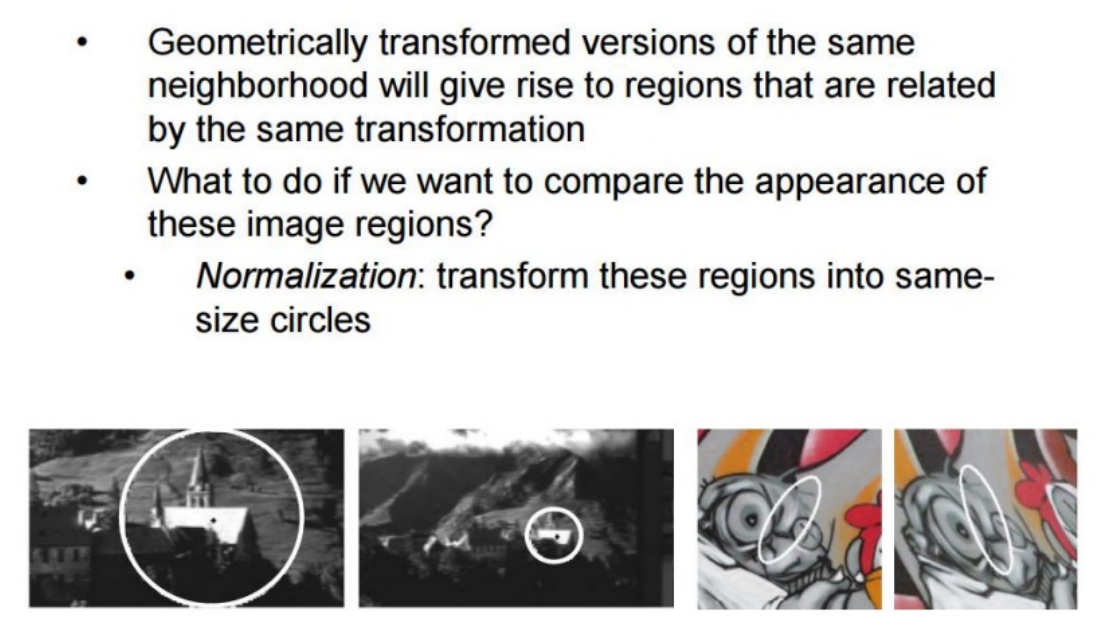 • Geometrically transformed versions of the same
neighborhood will give rise to regions that are related
by the same transformation
• What to do if we want to compare the appearance of
these image regions?
• Normalization: transform these regions into same-
size circles